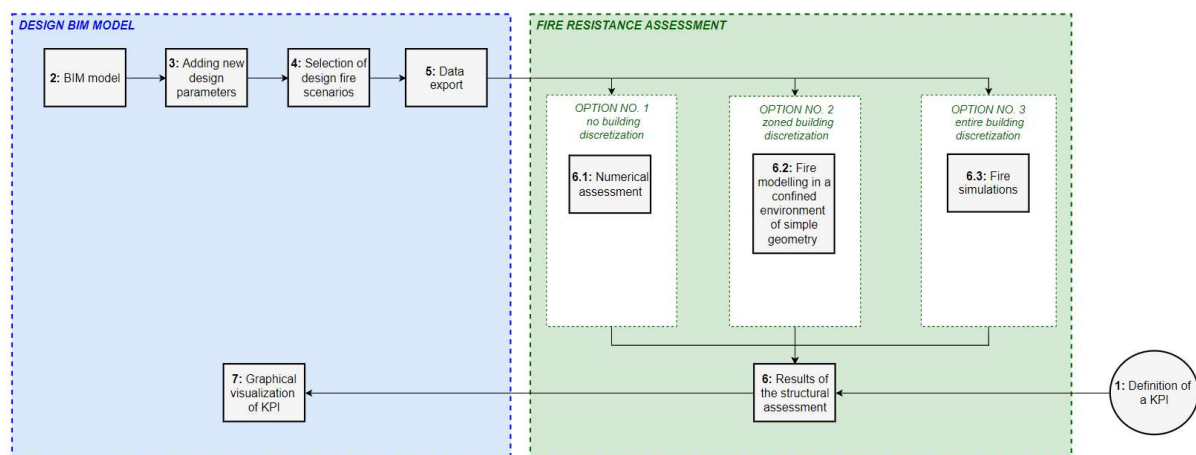 DESIGN BIM MODEL
FIRE RESISTANCE ASSESSMENT
2: BIM model
3: Adding new
design
parameters
4: Selection of
design fire
scenarios
5: Data
export
OPTION NO. 1
no building
discretization
6.1: Numerical
assessment
OPTION NO. 2
zoned building
discretization
6.2: Fire
modelling in a
confined
environment
of simple
geometry
OPTION NO. 3
entire building
discretization
6.3: Fire
simulations
7: Graphical
visualization
of KPI
6: Results of
the structural
assessment
1: Definition of
a KPI